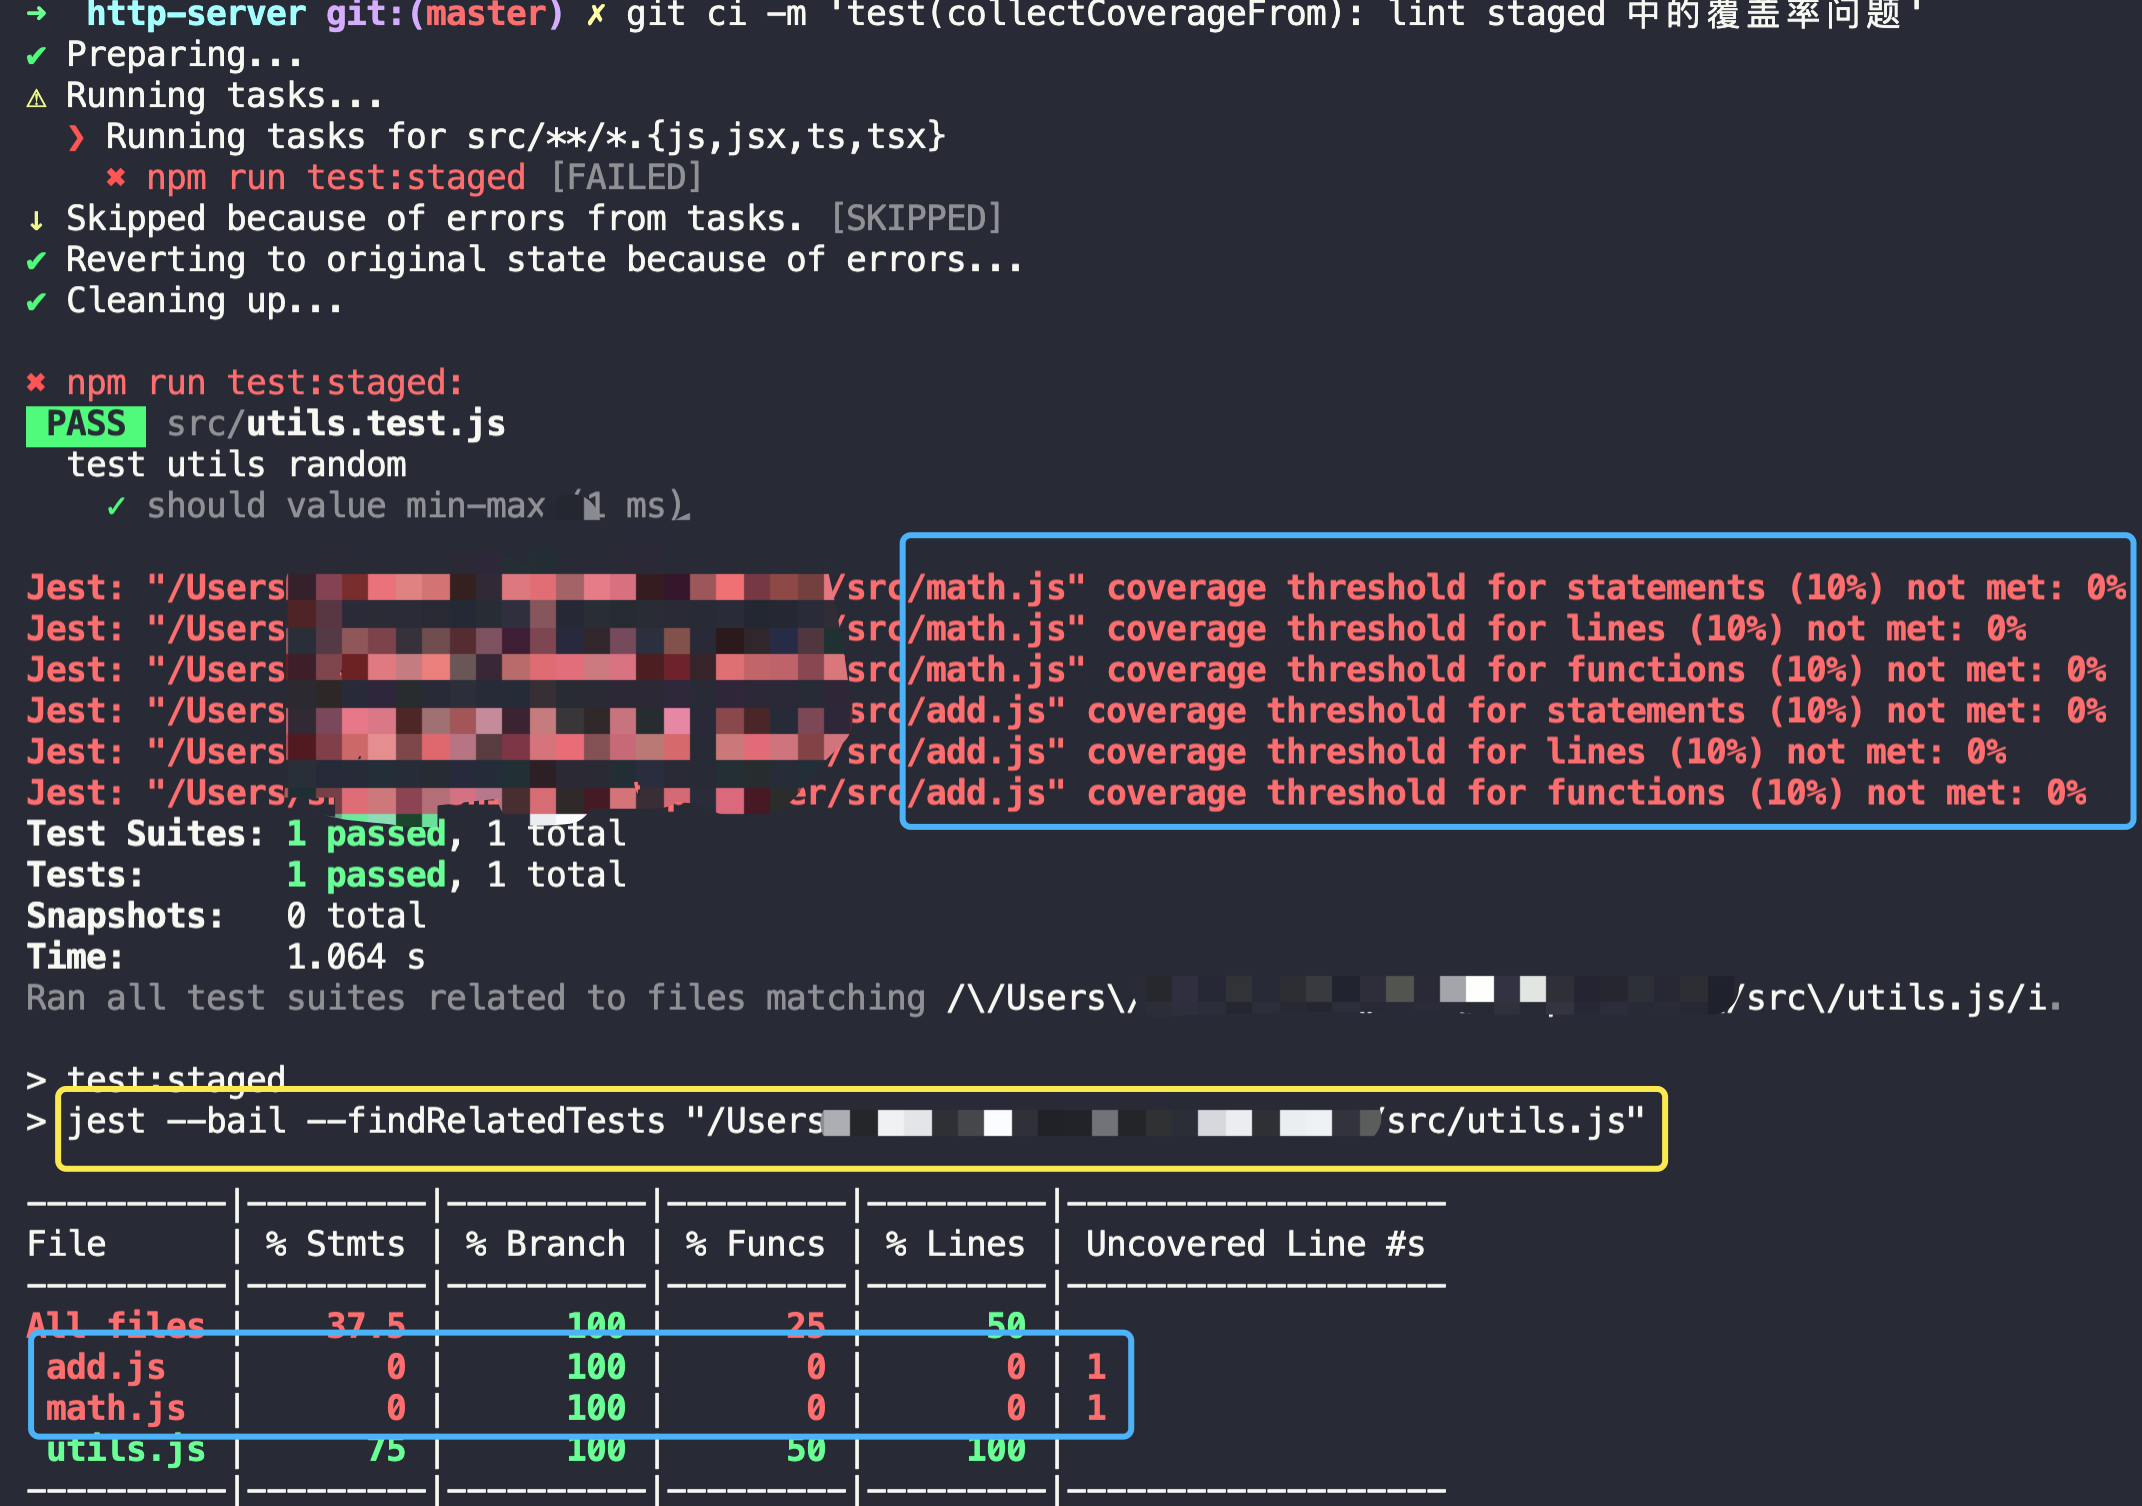 ➜ http-server git:(master) ✗ git ci -m 'test(collectCoverageFrom): lint staged 中的覆盖率问题'
✔ Preparing...
⚠ Running tasks...
❯ Running tasks for src/**/*.{js,jsx,ts,tsx}
✖ npm run test:staged [FAILED]
↓ Skipped because of errors from tasks. [SKIPPED]
✔ Reverting to original state because of errors...
✔ Cleaning up...
✖ npm run test:staged:
PASS src/utils.test.js
test utils random
✓ should value min-max (1 ms)
Jest: "/Users /src/math.js" coverage threshold for statements (10%) not met: 0%
Jest: "/Users /src/math.js" coverage threshold for lines (10%) not met: 0%
Jest: "/Users src/math.js" coverage threshold for functions (10%) not met: 0%
Jest: "/Users src/add.js" coverage threshold for statements (10%) not met: 0%
Jest: "/Users /src/add.js" coverage threshold for lines (10%) not met: 0%
Jest: "/Users/ er/src/add.js" coverage threshold for functions (10%) not met: 0%
Test Suites: 1 passed, 1 total
Tests: 1 passed, 1 total
Snapshots: 0 total
Time: 1.064 s
Ran all test suites related to files matching /\/Users\/ /src\/utils.js/i.
> test:staged
> jest --bail --findRelatedTests "/Users /src/utils.js"
File | % Stmts | % Branch | % Funcs | % Lines | Uncovered Line #s
All files | 37.5 | 100 | 25 | 50 |
add.js | 0 | 100 | 0 | 0 | 1
math.js | 0 | 100 | 0 | 0 | 1
utils.js | 75 | 100 | 50 | 100 |